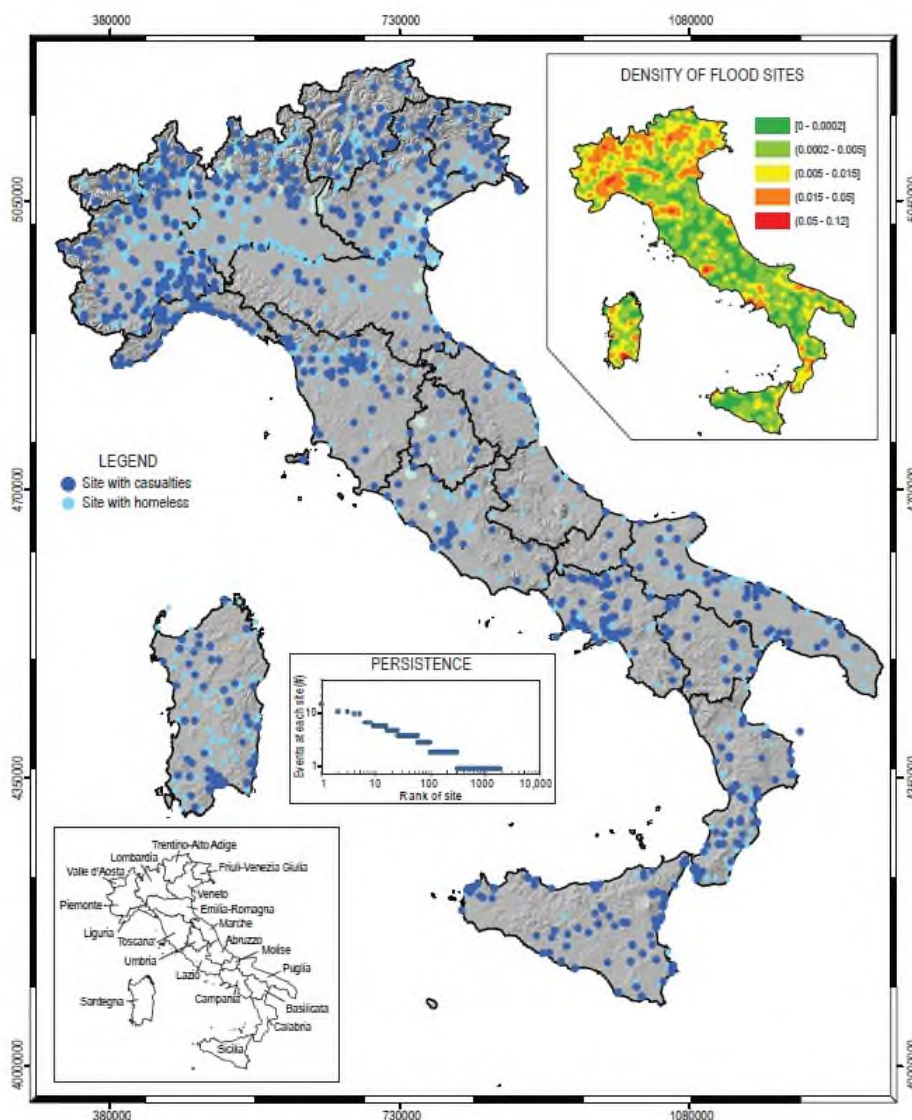 380000
730000
1080000
DENSITY OF FLOOD SITES
[0 - 0.0002]
(0.0002 - 0.005]
(0.005 - 0.015]
(0.015 - 0.05]
(0.05 - 0.12]
5050000
5050000
LEGEND
Site with casualties
Site with homeless
4700000
4700000
PERSISTENCE
Events at each site (#)
10
1
1
10
100
1000
10,000
Rank of site
4350000
4350000
Trentino-Alto Adige
Lombardia
Friuli-Venezia Giulia
Valle d'Aosta
Veneto
Piemonte
Emilia-Romagna
Marche
Liguria
Abruzzo
Toscana
Molise
Umbria
Puglia
Lazio
Campania
Sardegna
Basilicata
Calabria
Sicilia
4000000
4000000
380000
730000
1080000